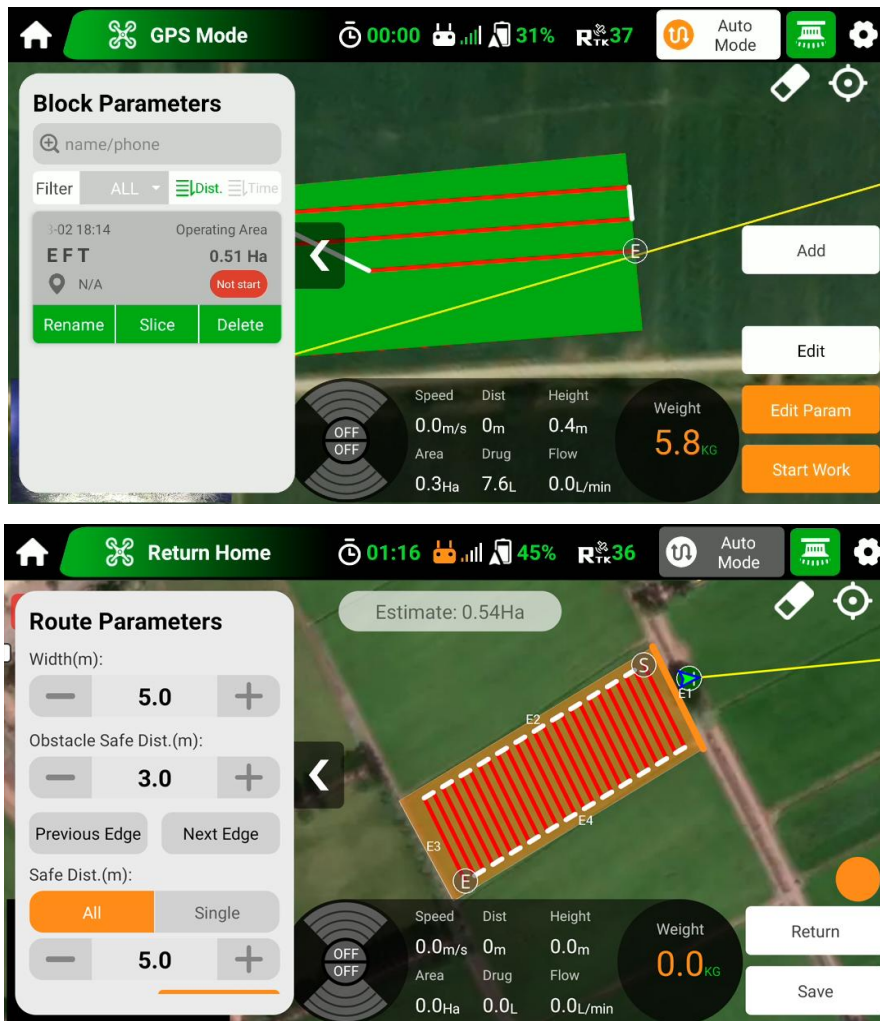 GPS Mode 00:00 31% RTK 37 Auto Mode
Block Parameters
name/phone
Filter ALL Dist. Time
-02 18:14 Operating Area
EFT 0.51 Ha
N/A Not start
Rename Slice Delete
E
Add
Edit
Edit Param
Start Work
OFF
OFF
Speed Dist Height
0.0m/s 0m 0.4m
Area Drug Flow
0.3Ha 7.6L 0.0L/min
Weight
5.8KG
Return Home 01:16 45% RTK 36 Auto Mode
Route Parameters
Width(m):
— 5.0 +
Obstacle Safe Dist.(m):
— 3.0 +
Previous Edge Next Edge
Safe Dist.(m):
All Single
— 5.0 +
Estimate: 0.54Ha
S
E1
E2
E4
E3
E
OFF
OFF
Speed Dist Height
0.0m/s 0m 0.0m
Area Drug Flow
0.0Ha 0.0L 0.0L/min
Weight
0.0KG
Return
Save